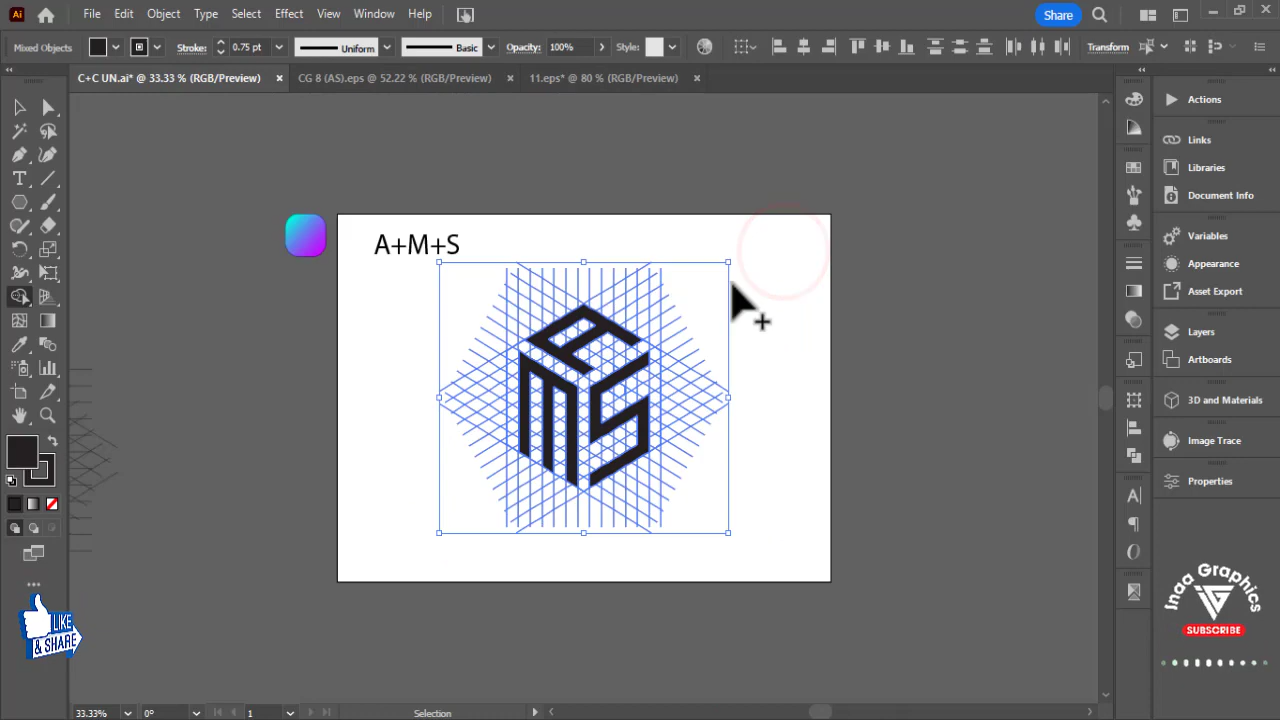 Ai File Edit Object Type Select Effect View Window Help Share
Mixed Objects Stroke: 0.75 pt Uniform Basic Opacity: 100% Style: Transform
C+C UN.ai* @ 33.33 % (RGB/Preview) × CG 8 (AS).eps @ 52.22 % (RGB/Preview) × 11.eps* @ 80 % (RGB/Preview) ×
Actions
Links
Libraries
Document Info
Variables
Appearance
Asset Export
Layers
Artboards
3D and Materials
Image Trace
Properties
A+M+S
A
MS
LIKE
& SHARE
Jnaa Graphics
SUBSCRIBE
33.33% 0° 1 Selection